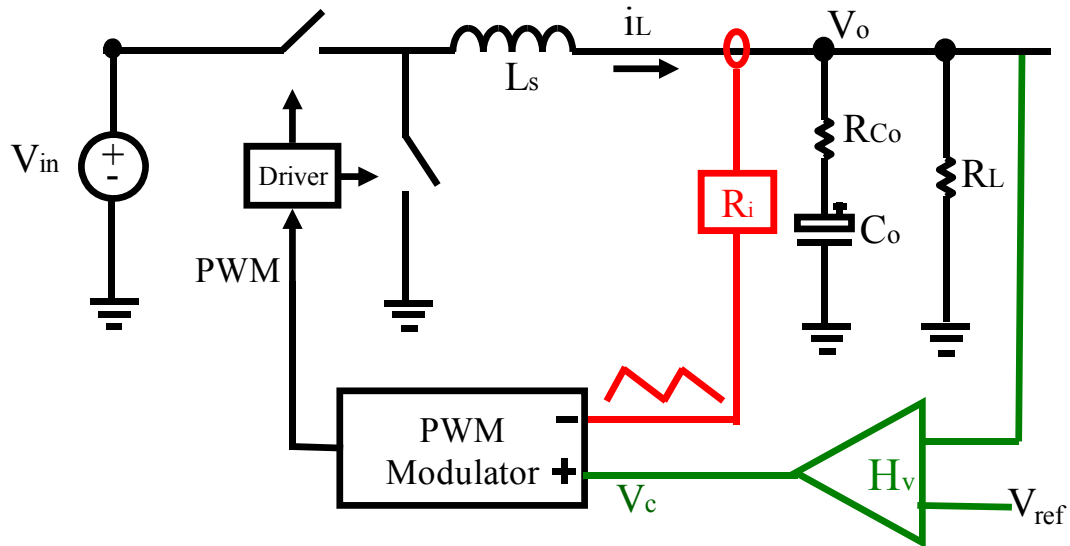 iL
Vo
Ls
RCo
Vin
+
-
Driver
Ri
RL
Co
PWM
PWM
Modulator
-
+
Vc
Hv
Vref